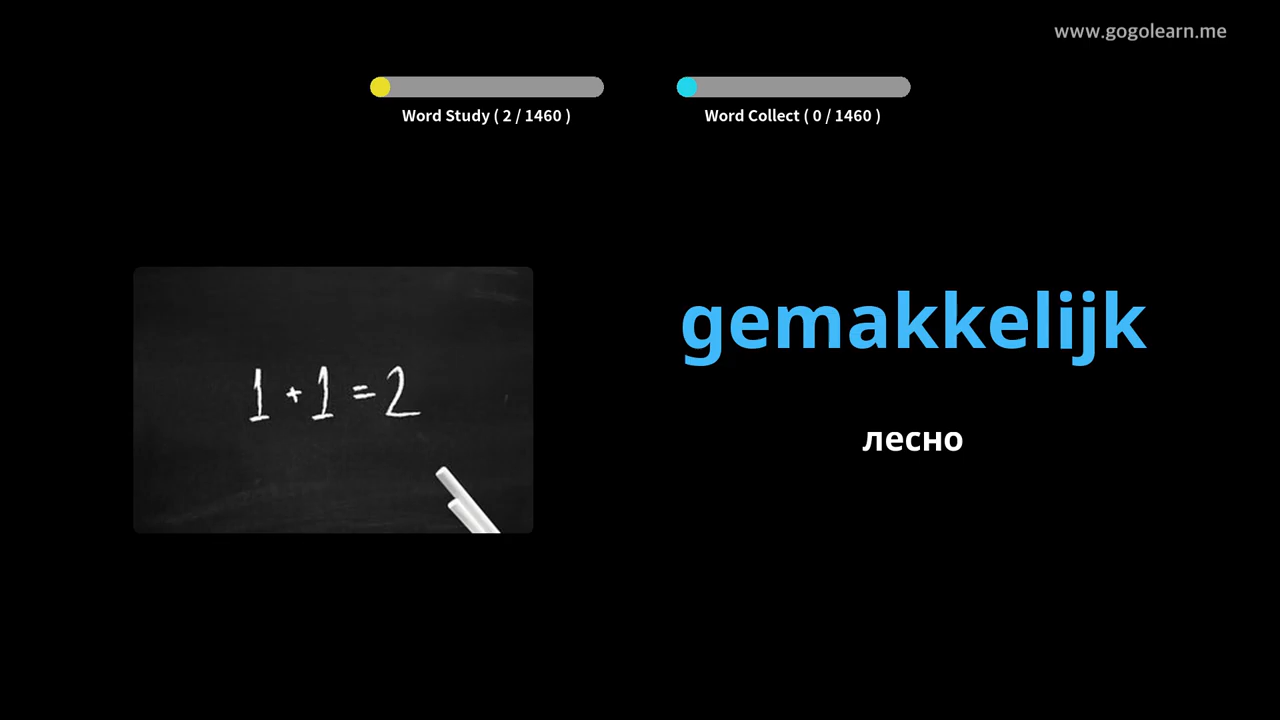 www.gogolearn.me
Word Study ( 2 / 1460 )
Word Collect ( 0 / 1460 )
1 + 1 = 2
gemakkelijk
лесно